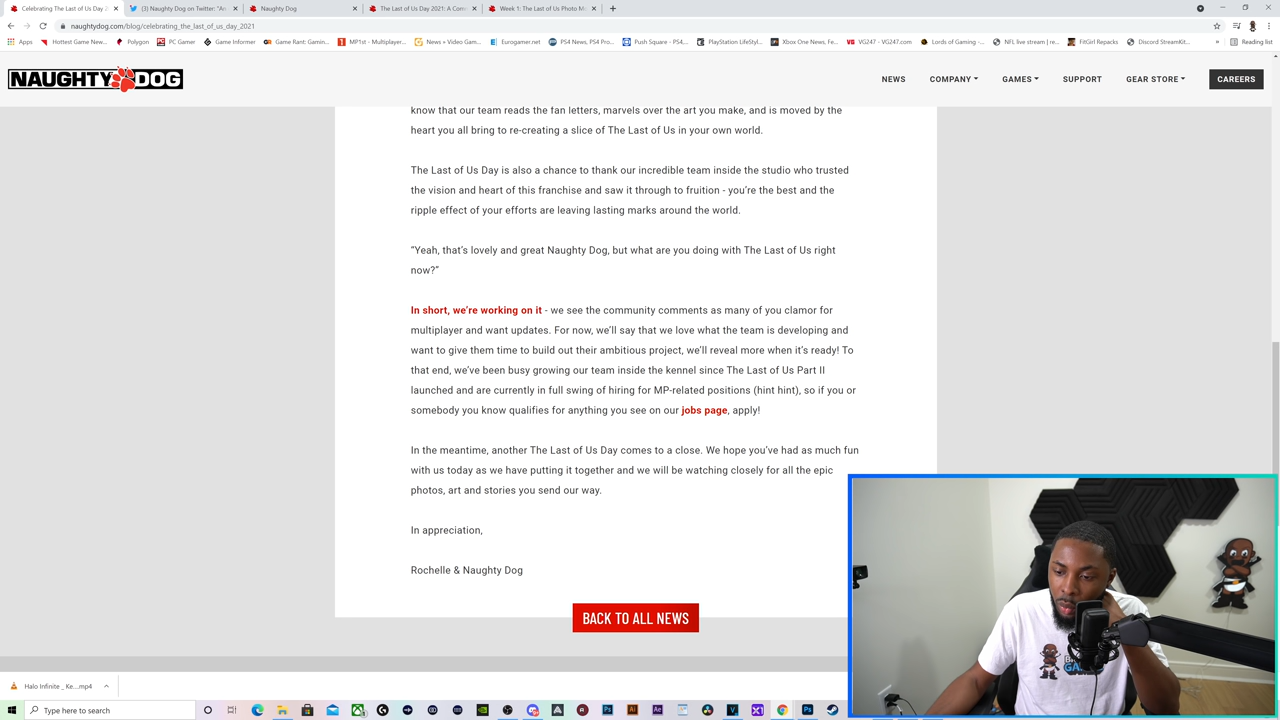 Celebrating The Last of Us Day 2
(3) Naughty Dog on Twitter: "An
Naughty Dog
The Last of Us Day 2021: A Com
Week 1: The Last of Us Photo M
naughtydog.com/blog/celebrating_the_last_of_us_day_2021
Apps
Hottest Game New...
Polygon
PC Gamer
Game Informer
Game Rant: Gamin...
MP1st - Multiplayer...
News » Video Gam...
Eurogamer.net
PS4 News, PS4 Pro...
Push Square - PS4,...
PlayStation LifeStyl...
Xbox One News, Fe...
VG247 - VG247.com
Lords of Gaming –...
NFL live stream | re...
FitGirl Repacks
Discord StreamKit...
»
Reading list
NAUGHTY DOG
NEWS
COMPANY
GAMES
SUPPORT
GEAR STORE
CAREERS
know that our team reads the fan letters, marvels over the art you make, and is moved by the
heart you all bring to re-creating a slice of The Last of Us in your own world.
The Last of Us Day is also a chance to thank our incredible team inside the studio who trusted
the vision and heart of this franchise and saw it through to fruition - you're the best and the
ripple effect of your efforts are leaving lasting marks around the world.
“Yeah, that's lovely and great Naughty Dog, but what are you doing with The Last of Us right
now?”
In short, we're working on it - we see the community comments as many of you clamor for
multiplayer and want updates. For now, we'll say that we love what the team is developing and
want to give them time to build out their ambitious project, we'll reveal more when it's ready! To
that end, we've been busy growing our team inside the kennel since The Last of Us Part II
launched and are currently in full swing of hiring for MP-related positions (hint hint), so if you or
somebody you know qualifies for anything you see on our jobs page, apply!
In the meantime, another The Last of Us Day comes to a close. We hope you've had as much fun
with us today as we have putting it together and we will be watching closely for all the epic
photos, art and stories you send our way.
In appreciation,
Rochelle & Naughty Dog
BACK TO ALL NEWS
Halo Infinite _ Ke....mp4
Type here to search